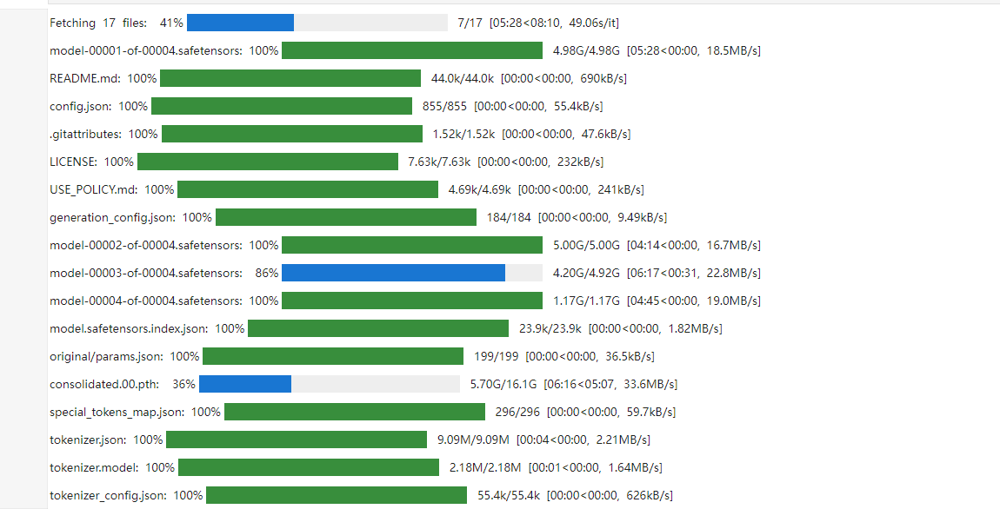 Fetching 17 files: 41% 7/17 [05:28<08:10, 49.06s/it]
model-00001-of-00004.safetensors: 100% 4.98G/4.98G [05:28<00:00, 18.5MB/s]
README.md: 100% 44.0k/44.0k [00:00<00:00, 690kB/s]
config.json: 100% 855/855 [00:00<00:00, 55.4kB/s]
.gitattributes: 100% 1.52k/1.52k [00:00<00:00, 47.6kB/s]
LICENSE: 100% 7.63k/7.63k [00:00<00:00, 232kB/s]
USE_POLICY.md: 100% 4.69k/4.69k [00:00<00:00, 241kB/s]
generation_config.json: 100% 184/184 [00:00<00:00, 9.49kB/s]
model-00002-of-00004.safetensors: 100% 5.00G/5.00G [04:14<00:00, 16.7MB/s]
model-00003-of-00004.safetensors: 86% 4.20G/4.92G [06:17<00:31, 22.8MB/s]
model-00004-of-00004.safetensors: 100% 1.17G/1.17G [04:45<00:00, 19.0MB/s]
model.safetensors.index.json: 100% 23.9k/23.9k [00:00<00:00, 1.82MB/s]
original/params.json: 100% 199/199 [00:00<00:00, 36.5kB/s]
consolidated.00.pth: 36% 5.70G/16.1G [06:16<05:07, 33.6MB/s]
special_tokens_map.json: 100% 296/296 [00:00<00:00, 59.7kB/s]
tokenizer.json: 100% 9.09M/9.09M [00:04<00:00, 2.21MB/s]
tokenizer.model: 100% 2.18M/2.18M [00:01<00:00, 1.64MB/s]
tokenizer_config.json: 100% 55.4k/55.4k [00:00<00:00, 626kB/s]